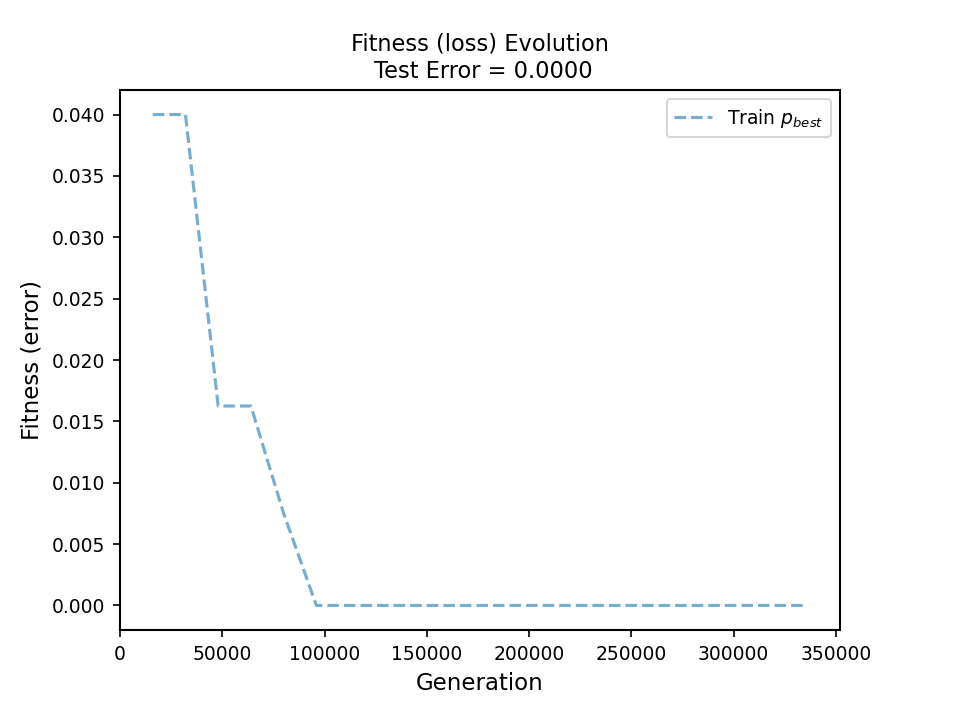 Fitness (loss) Evolution
Test Error = 0.0000
Train p_best
Fitness (error)
0.040
0.035
0.030
0.025
0.020
0.015
0.010
0.005
0.000
0 50000 100000 150000 200000 250000 300000 350000
Generation